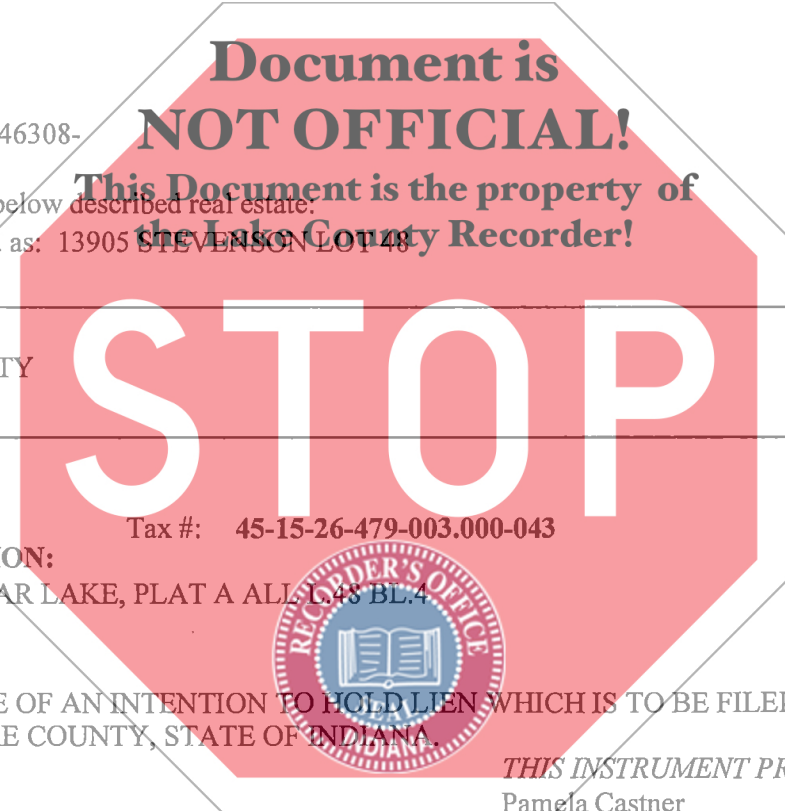 Document is
NOT OFFICIAL!
46308-
This Document is the property of
below described real estate:
the Lake County Recorder!
as: 13905 STEVENSON LOT 48
STOP
TY
Tax #: 45-15-26-479-003.000-043
ON:
AR LAKE, PLAT A ALL L.48 BL.4
RECORDER'S OFFICE
SEAL
INDIANA
E OF AN INTENTION TO HOLD LIEN WHICH IS TO BE FILED
E COUNTY, STATE OF INDIANA.
THIS INSTRUMENT PR
Pamela Castner